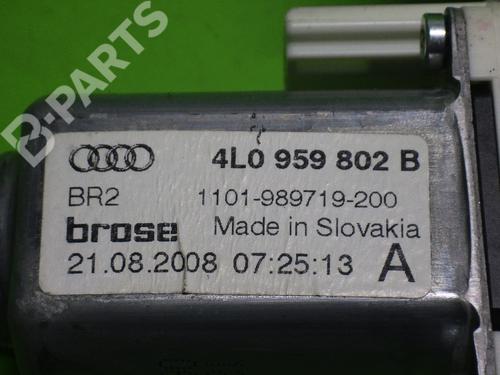 B-PARTS
4L0 959 802 B
BR2 1101-989719-200
brose Made in Slovakia
21.08.2008 07:25:13 A